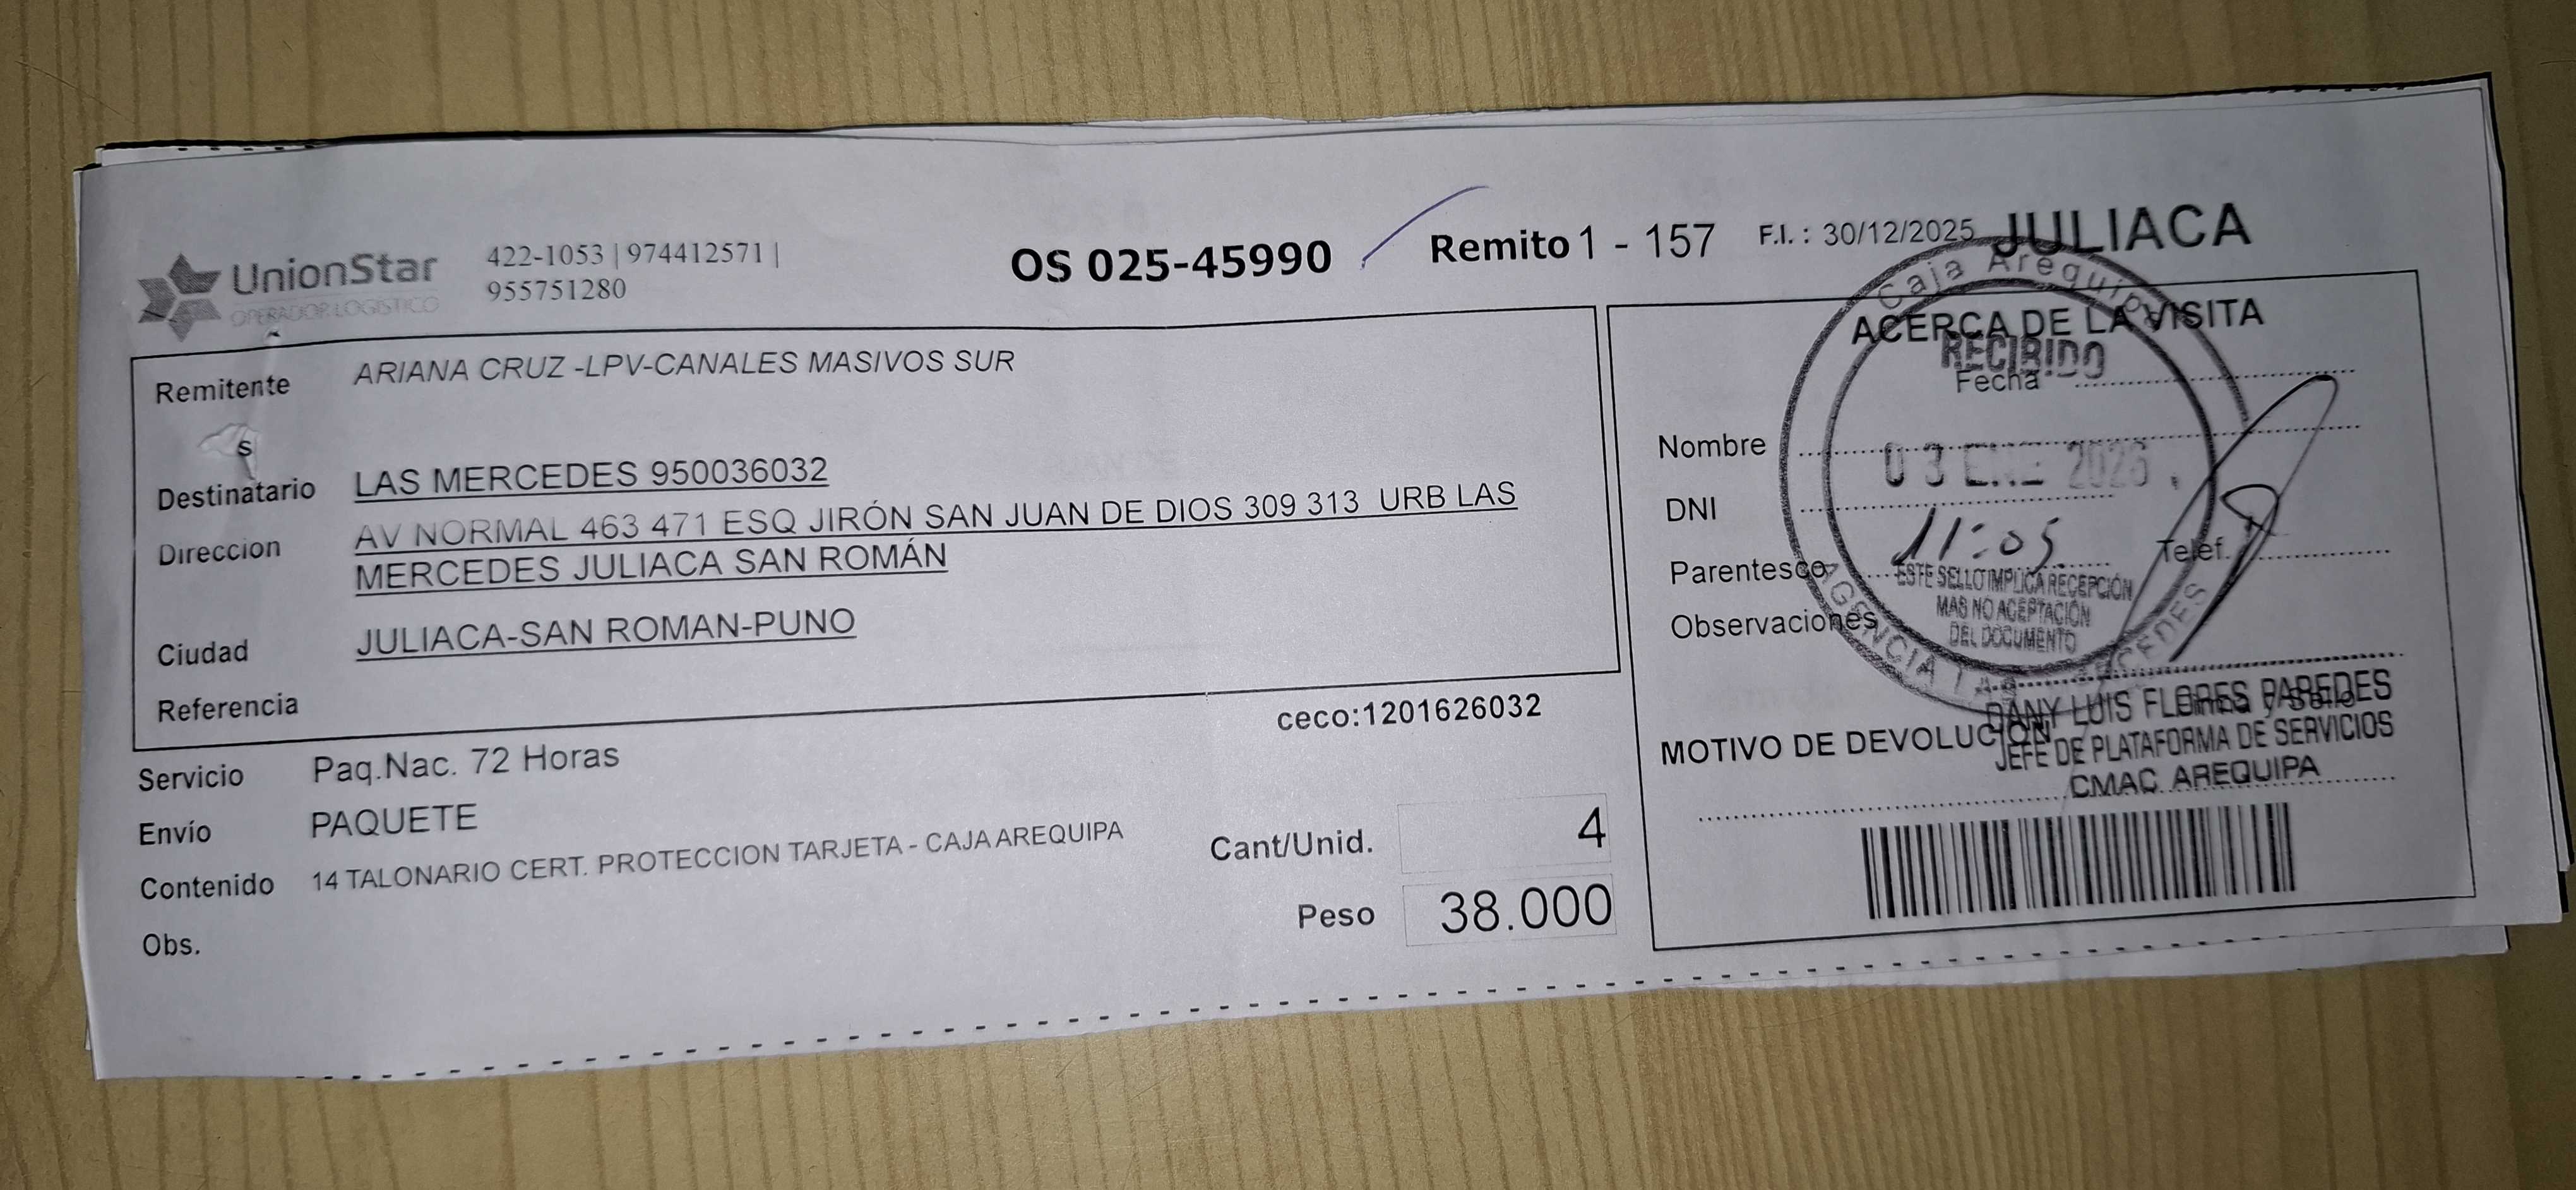 UnionStar
OPERADOR LOGÍSTICO
422-1053 | 974412571 |
955751280
OS 025-45990
Remito 1 - 157
F.I. : 30/12/2025
JULIACA
Remitente ARIANA CRUZ -LPV-CANALES MASIVOS SUR
s
Destinatario LAS MERCEDES 950036032
Direccion AV NORMAL 463 471 ESQ JIRÓN SAN JUAN DE DIOS 309 313 URB LAS
MERCEDES JULIACA SAN ROMÁN
Ciudad JULIACA-SAN ROMAN-PUNO
Referencia
ceco:1201626032
Servicio Paq.Nac. 72 Horas
Envío PAQUETE
Contenido 14 TALONARIO CERT. PROTECCION TARJETA - CAJA AREQUIPA
Obs.
Cant/Unid. 4
Peso 38.000
ACERCA DE LA VISITA
Fecha
Nombre
DNI
Parentesco
Telef.
Observaciones
MOTIVO DE DEVOLUCION
Caja Arequipa
RECIBIDO
03 ENE 2026
11:05
ESTE SELLO IMPLICA RECEPCIÓN
MAS NO ACEPTACIÓN
DEL DOCUMENTO
AGENCIA LAS MERCEDES
DANY LUIS FLORES PAREDES
JEFE DE PLATAFORMA DE SERVICIOS
CMAC AREQUIPA